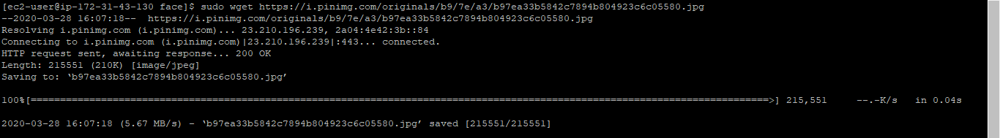 [ec2-user@ip-172-31-43-130 face]$ sudo wget https://i.pinimg.com/originals/b9/7e/a3/b97ea33b5842c7894b804923c6c05580.jpg
--2020-03-28 16:07:18--  https://i.pinimg.com/originals/b9/7e/a3/b97ea33b5842c7894b804923c6c05580.jpg
Resolving i.pinimg.com (i.pinimg.com)... 23.210.196.239, 2a04:4e42:3b::84
Connecting to i.pinimg.com (i.pinimg.com)|23.210.196.239|:443... connected.
HTTP request sent, awaiting response... 200 OK
Length: 215551 (210K) [image/jpeg]
Saving to: ‘b97ea33b5842c7894b804923c6c05580.jpg’
100%[==============================================================================================================================>] 215,551     --.-K/s   in 0.04s
2020-03-28 16:07:18 (5.67 MB/s) - ‘b97ea33b5842c7894b804923c6c05580.jpg’ saved [215551/215551]